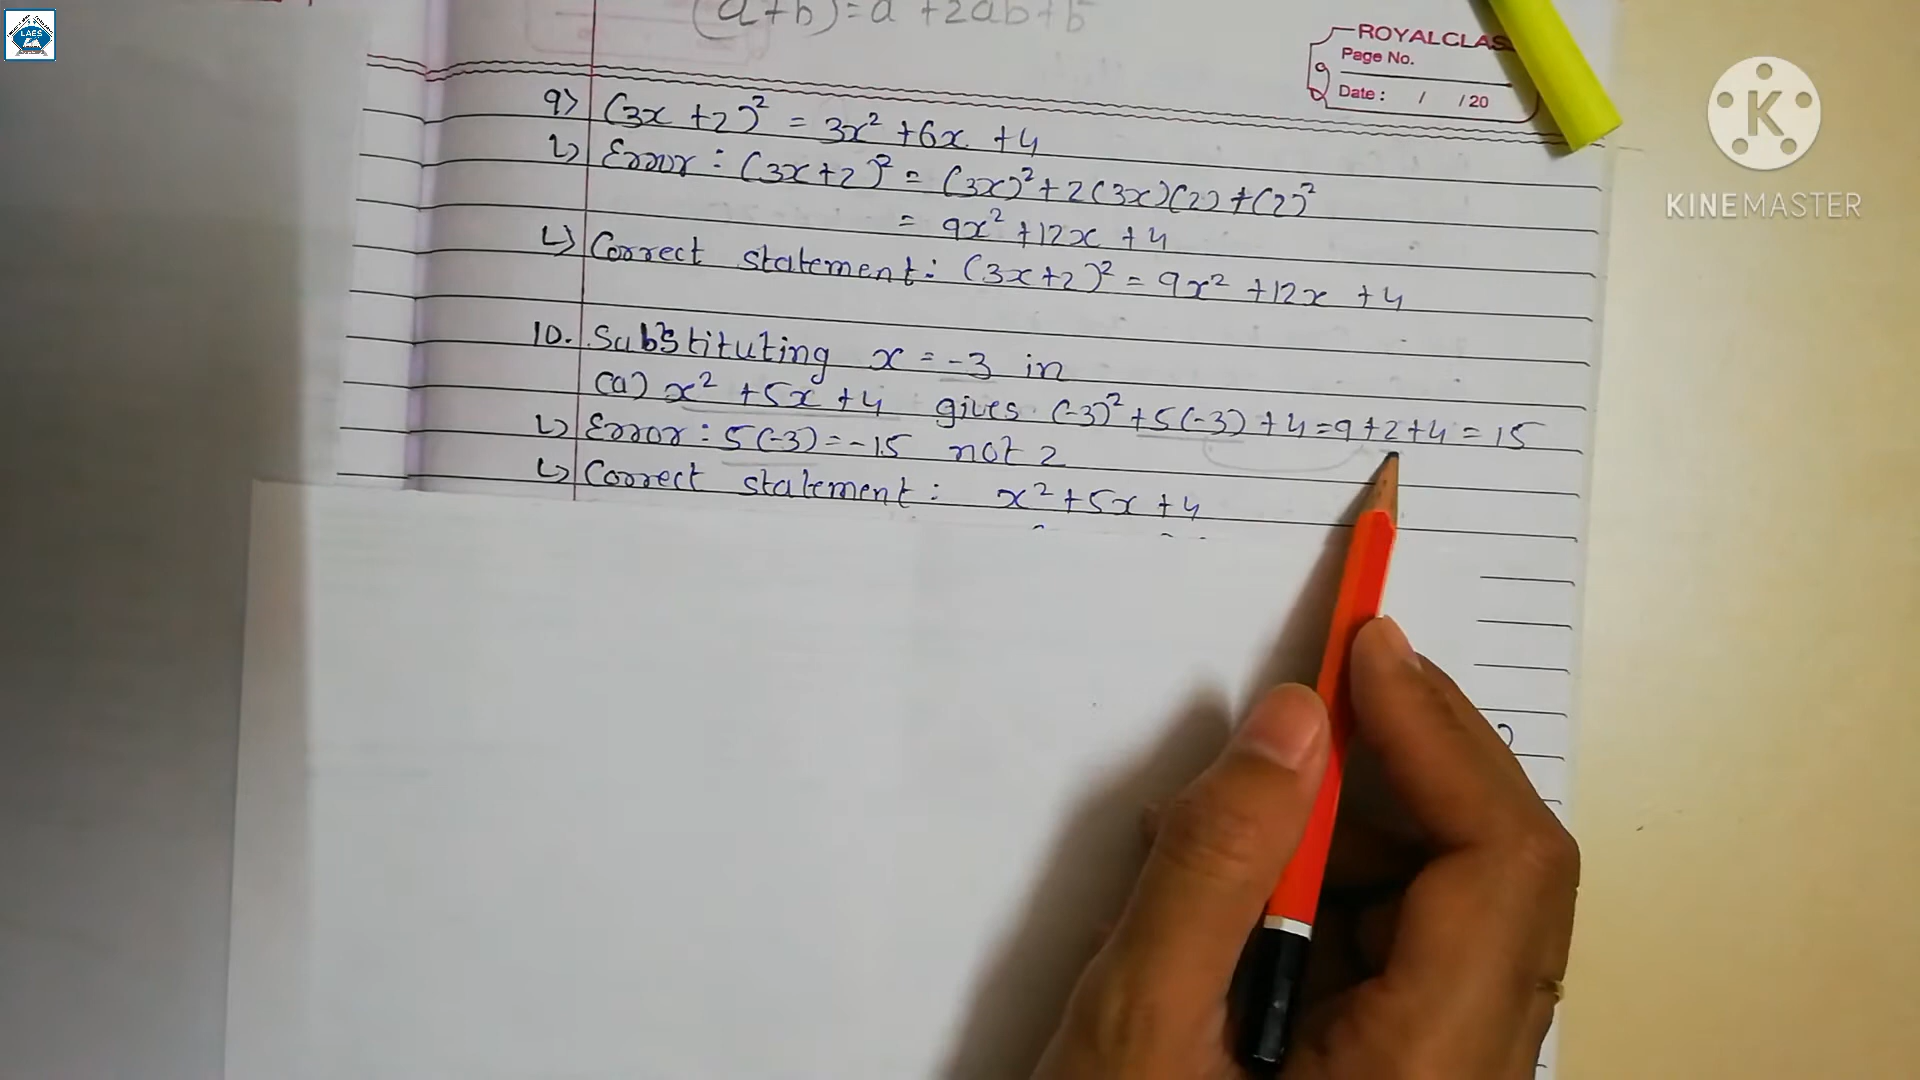 LAES
(a+b) = a +2ab+b
ROYALCLAS
Page No.
Date : / /20
K
KINEMASTER
9) (3x +2)² = 3x² +6x +4
↳ Error : (3x+2)² = (3x)² + 2(3x)(2) + (2)²
= 9x² +12x +4
↳ Correct statement : (3x+2)² = 9x² +12x +4
10. Substituting x = -3 in
(a) x² +5x +4 gives (-3)² +5(-3) +4 = 9 +2 +4 = 15
↳ Error : 5(-3) = -15 not 2
↳ Correct statement : x² +5x +4